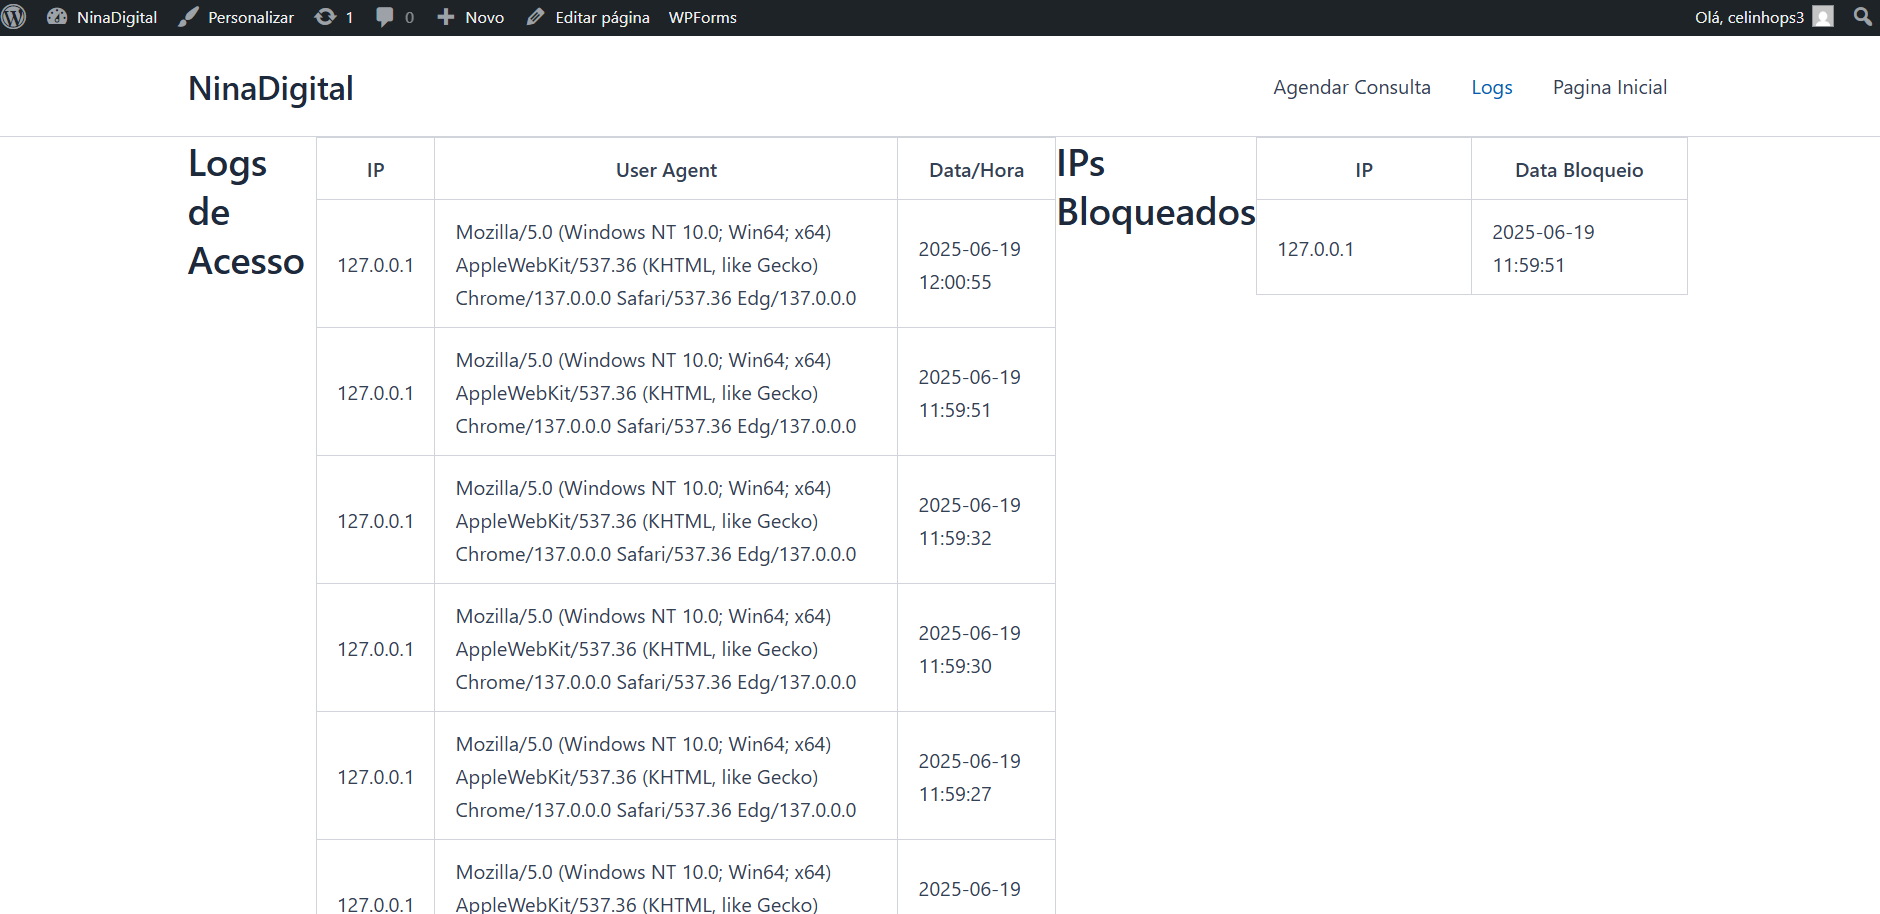 NinaDigital
Personalizar
1
0
Novo
Editar página
WPForms
Olá, celinhops3
NinaDigital
Agendar Consulta
Logs
Pagina Inicial
Logs
de
Acesso
IP
User Agent
Data/Hora
127.0.0.1
Mozilla/5.0 (Windows NT 10.0; Win64; x64)
AppleWebKit/537.36 (KHTML, like Gecko)
Chrome/137.0.0.0 Safari/537.36 Edg/137.0.0.0
2025-06-19
12:00:55
127.0.0.1
Mozilla/5.0 (Windows NT 10.0; Win64; x64)
AppleWebKit/537.36 (KHTML, like Gecko)
Chrome/137.0.0.0 Safari/537.36 Edg/137.0.0.0
2025-06-19
11:59:51
127.0.0.1
Mozilla/5.0 (Windows NT 10.0; Win64; x64)
AppleWebKit/537.36 (KHTML, like Gecko)
Chrome/137.0.0.0 Safari/537.36 Edg/137.0.0.0
2025-06-19
11:59:32
127.0.0.1
Mozilla/5.0 (Windows NT 10.0; Win64; x64)
AppleWebKit/537.36 (KHTML, like Gecko)
Chrome/137.0.0.0 Safari/537.36 Edg/137.0.0.0
2025-06-19
11:59:30
127.0.0.1
Mozilla/5.0 (Windows NT 10.0; Win64; x64)
AppleWebKit/537.36 (KHTML, like Gecko)
Chrome/137.0.0.0 Safari/537.36 Edg/137.0.0.0
2025-06-19
11:59:27
127.0.0.1
Mozilla/5.0 (Windows NT 10.0; Win64; x64)
AppleWebKit/537.36 (KHTML, like Gecko)
2025-06-19
IPs
Bloqueados
IP
Data Bloqueio
127.0.0.1
2025-06-19
11:59:51